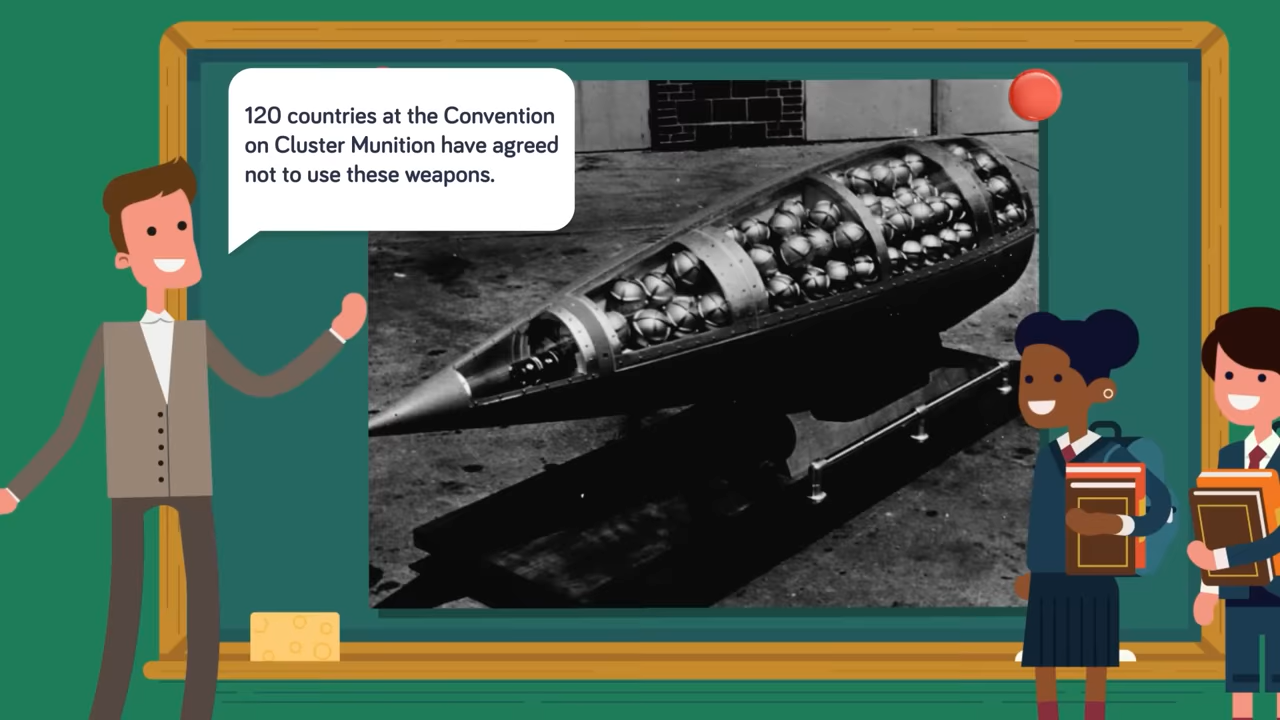 120 countries at the Convention
on Cluster Munition have agreed
not to use these weapons.